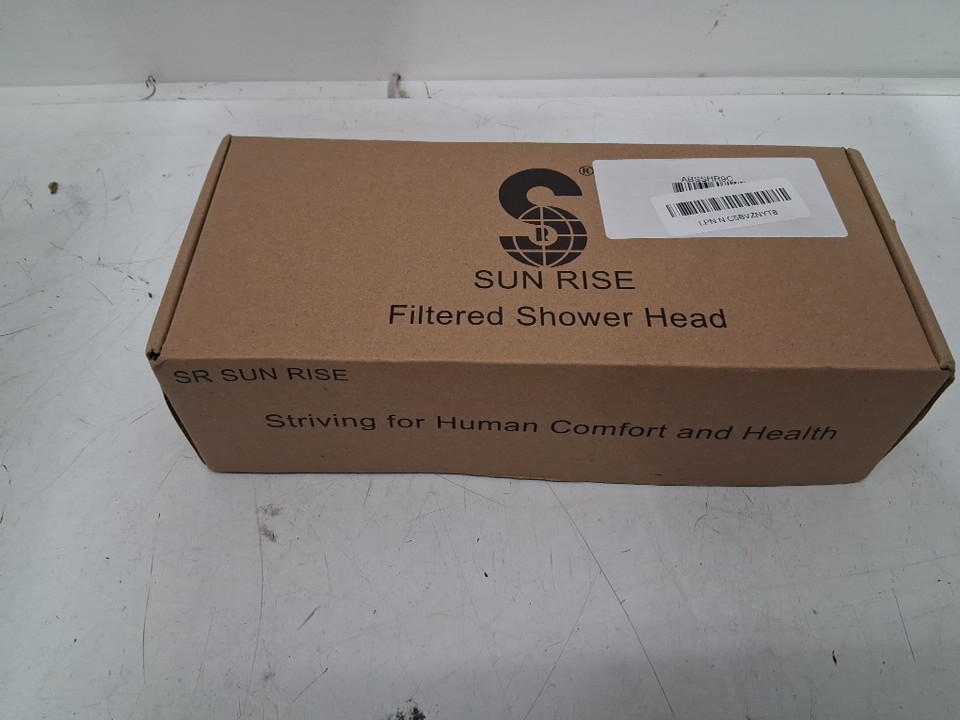 ®
S
R
SUN RISE
Filtered Shower Head
SR SUN RISE
Striving for Human Comfort and Health